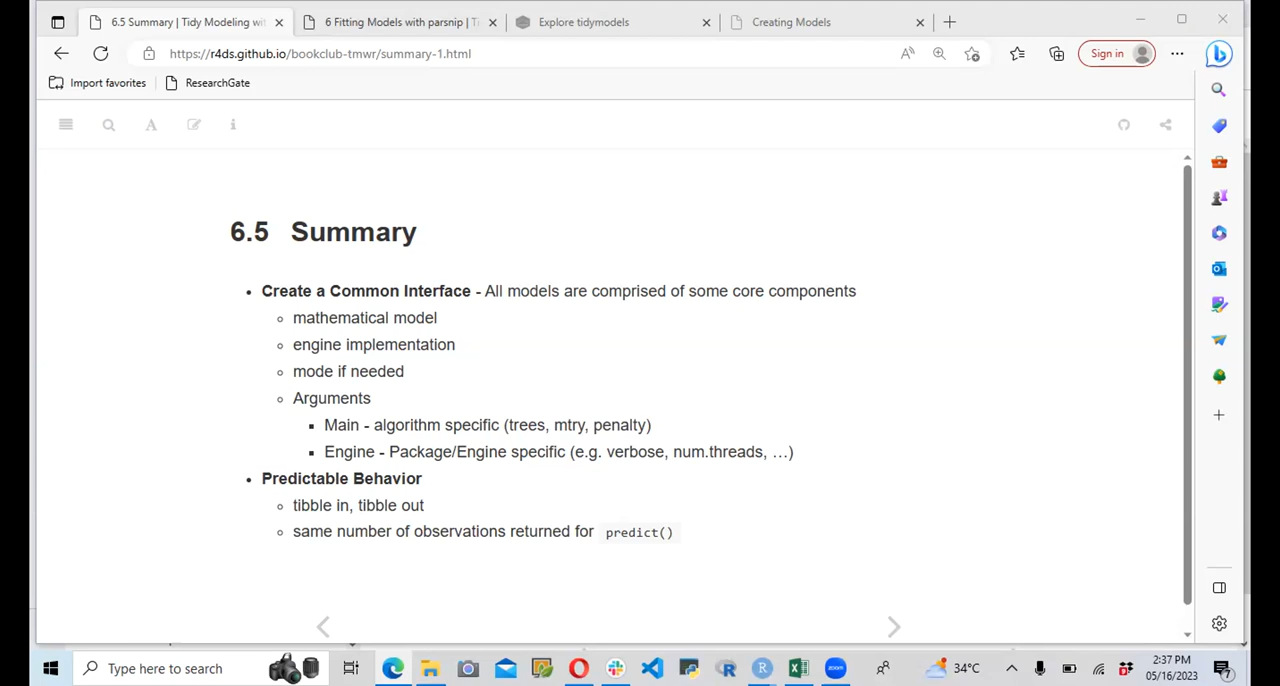 6.5 Summary | Tidy Modeling wit
6 Fitting Models with parsnip | T
Explore tidymodels
Creating Models
https://r4ds.github.io/bookclub-tmwr/summary-1.html
Sign in
Import favorites
ResearchGate
6.5 Summary
Create a Common Interface - All models are comprised of some core components
mathematical model
engine implementation
mode if needed
Arguments
Main - algorithm specific (trees, mtry, penalty)
Engine - Package/Engine specific (e.g. verbose, num.threads, …)
Predictable Behavior
tibble in, tibble out
same number of observations returned for predict()
Type here to search
zoom
34°C
2:37 PM
05/16/2023
7